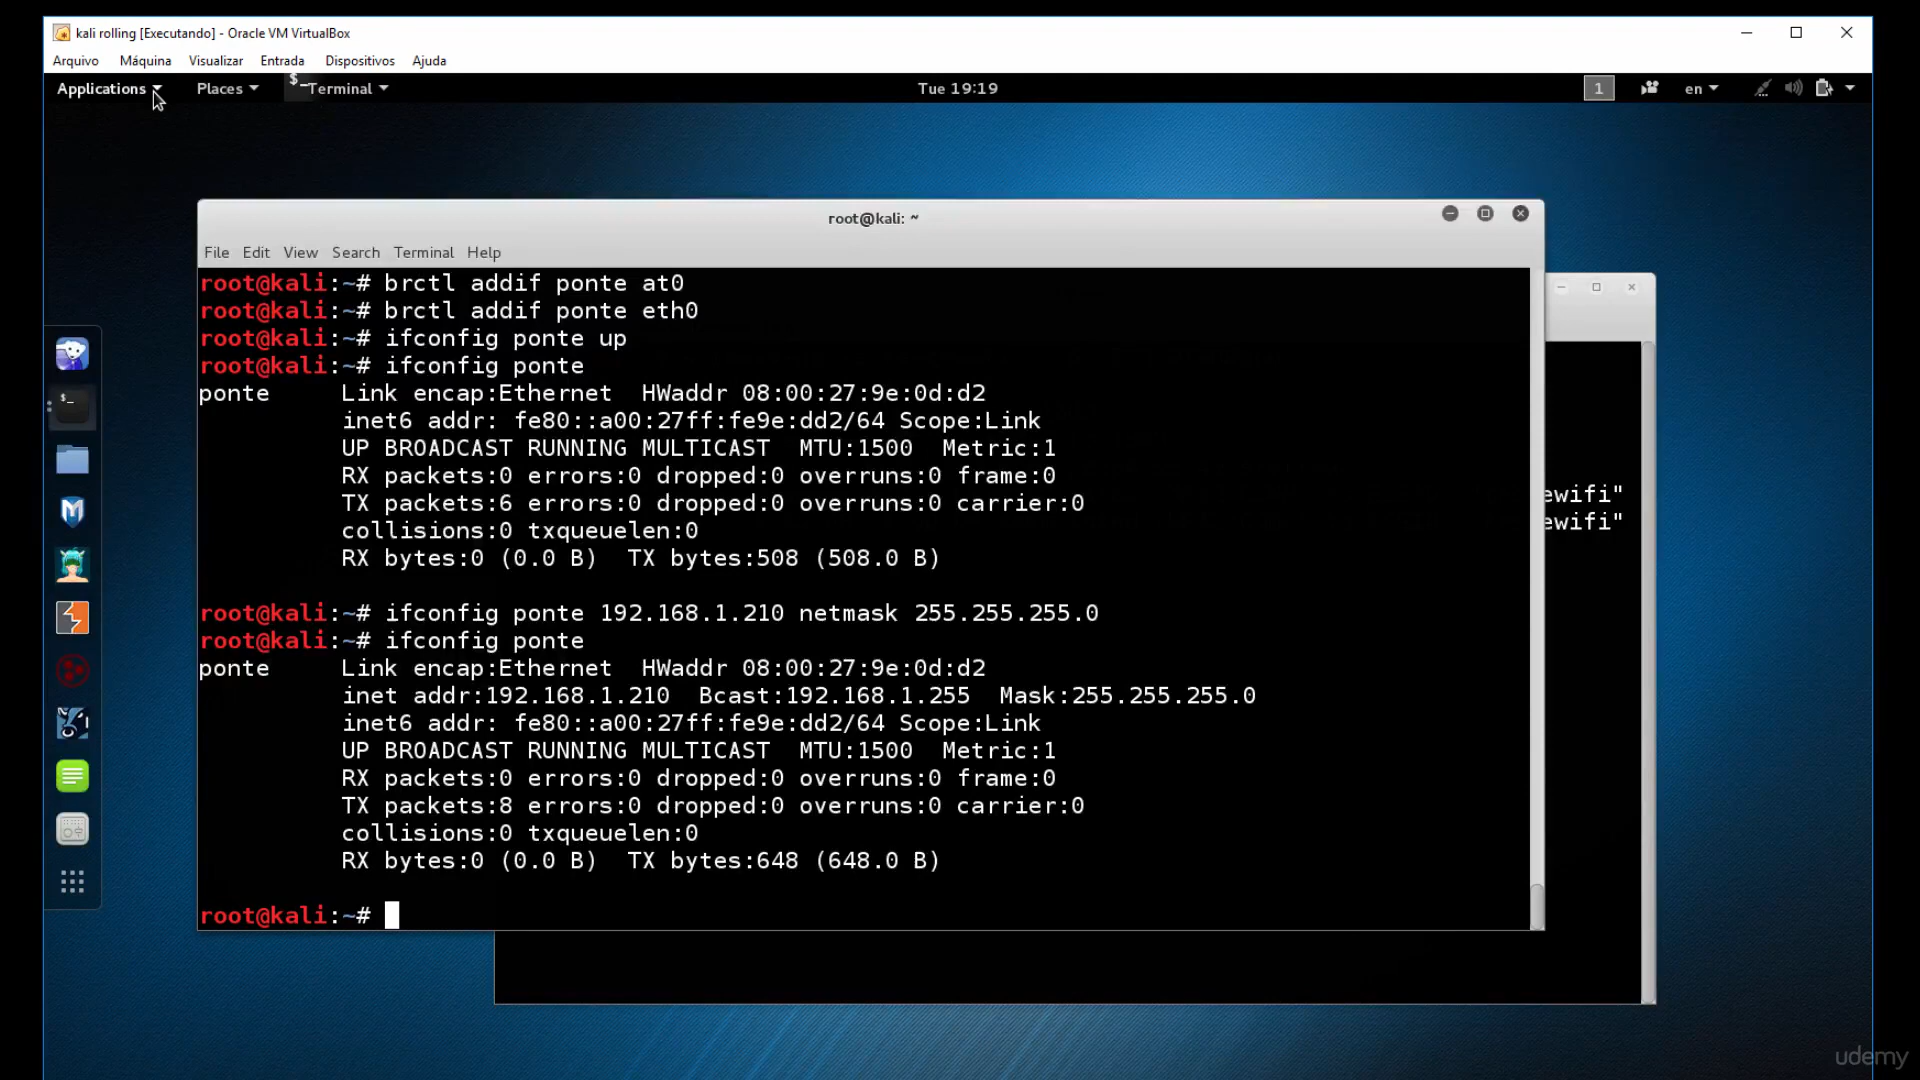 kali rolling [Executando] - Oracle VM VirtualBox
Arquivo Máquina Visualizar Entrada Dispositivos Ajuda
Applications Places Terminal Tue 19:19 1 en
root@kali: ~
File Edit View Search Terminal Help
root@kali:~# brctl addif ponte at0
root@kali:~# brctl addif ponte eth0
root@kali:~# ifconfig ponte up
root@kali:~# ifconfig ponte
ponte Link encap:Ethernet HWaddr 08:00:27:9e:0d:d2
inet6 addr: fe80::a00:27ff:fe9e:dd2/64 Scope:Link
UP BROADCAST RUNNING MULTICAST MTU:1500 Metric:1
RX packets:0 errors:0 dropped:0 overruns:0 frame:0
TX packets:6 errors:0 dropped:0 overruns:0 carrier:0
collisions:0 txqueuelen:0
RX bytes:0 (0.0 B) TX bytes:508 (508.0 B)
root@kali:~# ifconfig ponte 192.168.1.210 netmask 255.255.255.0
root@kali:~# ifconfig ponte
ponte Link encap:Ethernet HWaddr 08:00:27:9e:0d:d2
inet addr:192.168.1.210 Bcast:192.168.1.255 Mask:255.255.255.0
inet6 addr: fe80::a00:27ff:fe9e:dd2/64 Scope:Link
UP BROADCAST RUNNING MULTICAST MTU:1500 Metric:1
RX packets:0 errors:0 dropped:0 overruns:0 frame:0
TX packets:8 errors:0 dropped:0 overruns:0 carrier:0
collisions:0 txqueuelen:0
RX bytes:0 (0.0 B) TX bytes:648 (648.0 B)
root@kali:~#
ewifi"
ewifi"
udemy